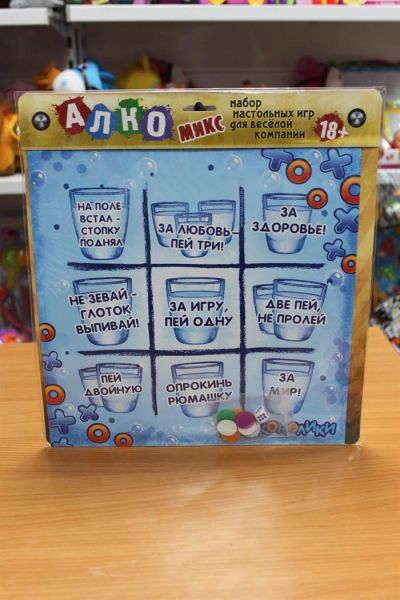 АЛКО
МИКС
набор
настольных игр
для весёлой
компании
18+
НА ПОЛЕ
ВСТАЛ -
СТОПКУ
ПОДНЯЛ
ЗА ЛЮБОВЬ -
ПЕЙ ТРИ!
ЗА
ЗДОРОВЬЕ!
НЕ ЗЕВАЙ -
ГЛОТОК
ВЫПИВАЙ!
ЗА ИГРУ,
ПЕЙ ОДНУ
ДВЕ ПЕЙ,
НЕ ПРОЛЕЙ
ПЕЙ
ДВОЙНУЮ
ОПРОКИНЬ
РЮМАШКУ
ЗА
МИР!